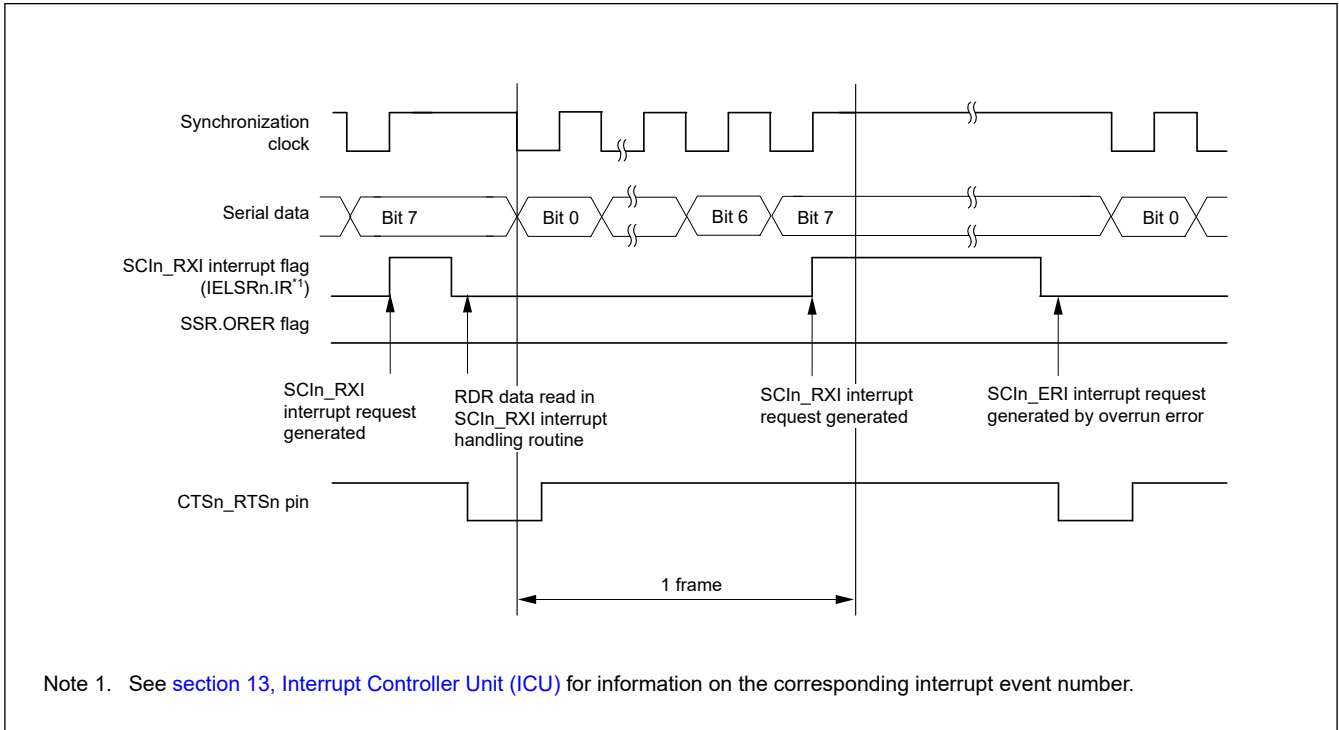 Synchronization
clock
Serial data
Bit 7
Bit 0
Bit 6
Bit 7
Bit 0
SCIn_RXI interrupt flag
(IELSRn.IR*1)
SSR.ORER flag
SCIn_RXI
interrupt request
generated
RDR data read in
SCIn_RXI interrupt
handling routine
SCIn_RXI interrupt
request generated
SCIn_ERI interrupt request
generated by overrun error
CTSn_RTSn pin
1 frame
Note 1. See section 13, Interrupt Controller Unit (ICU) for information on the corresponding interrupt event number.